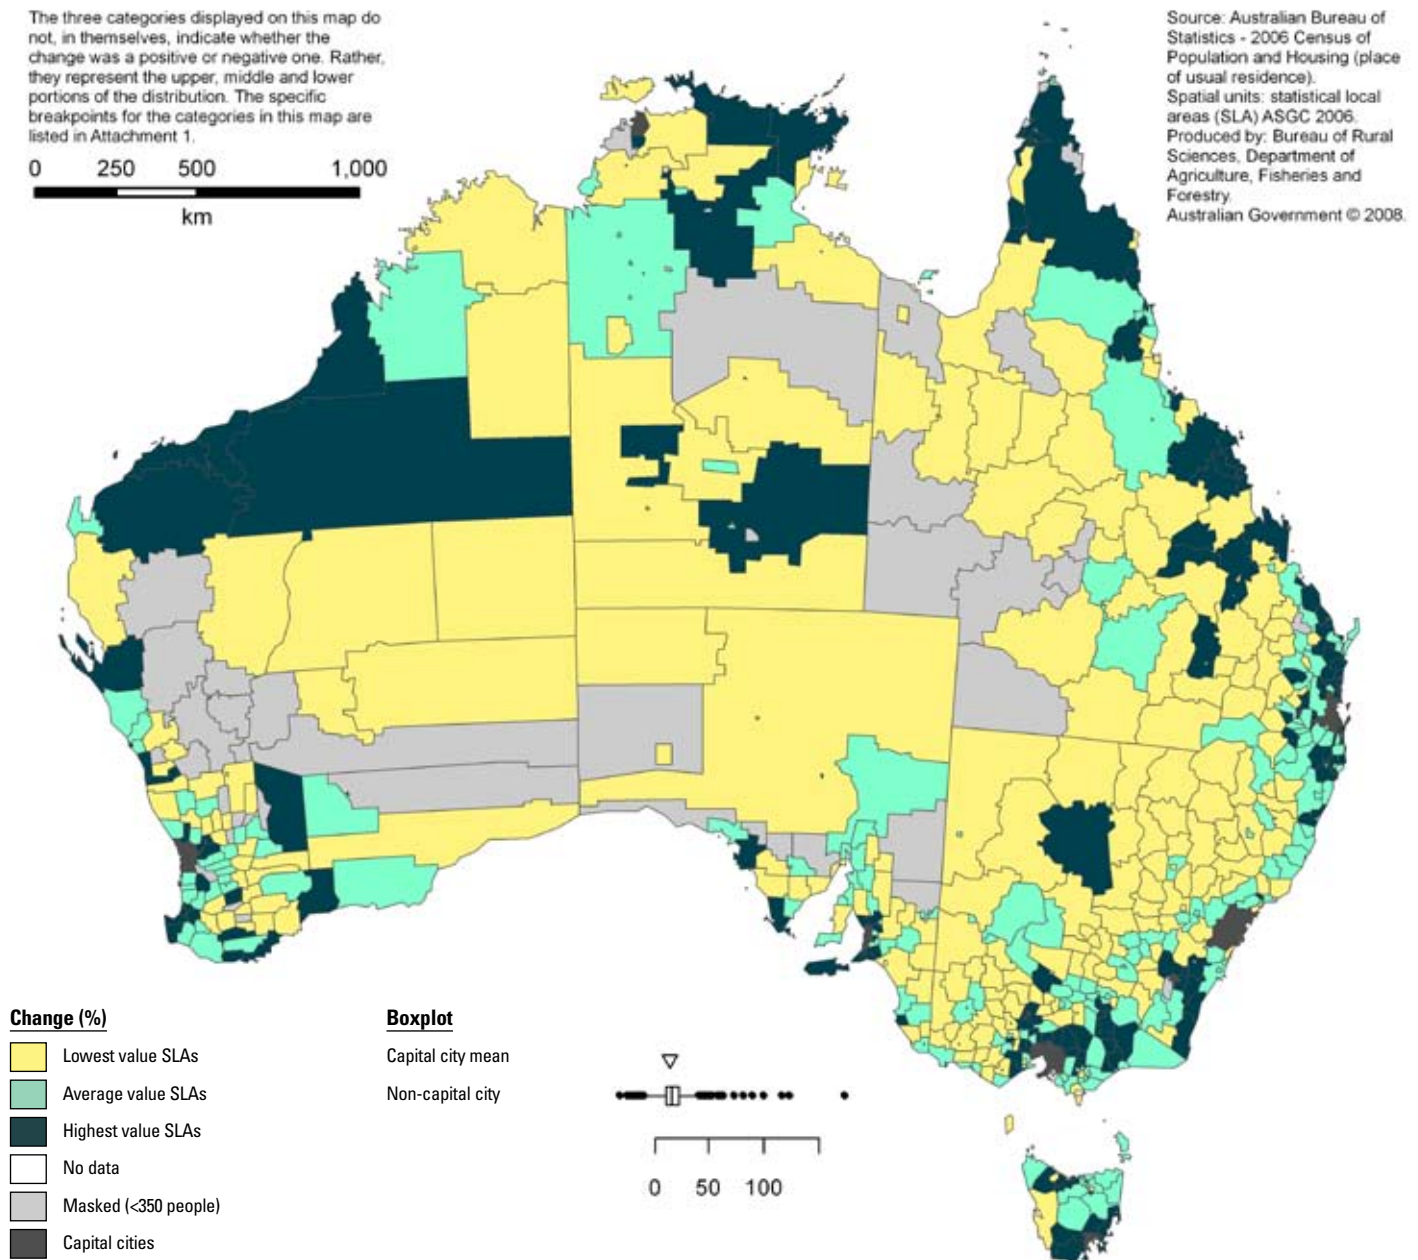 The three categories displayed on this map do
not, in themselves, indicate whether the
change was a positive or negative one. Rather,
they represent the upper, middle and lower
portions of the distribution. The specific
breakpoints for the categories in this map are
listed in Attachment 1.
0 250 500 1,000
km
Source: Australian Bureau of
Statistics - 2006 Census of
Population and Housing (place
of usual residence).
Spatial units: statistical local
areas (SLA) ASGC 2006.
Produced by: Bureau of Rural
Sciences, Department of
Agriculture, Fisheries and
Forestry.
Australian Government © 2008.
Change (%)
Lowest value SLAs
Average value SLAs
Highest value SLAs
No data
Masked (<350 people)
Capital cities
Boxplot
Capital city mean
Non-capital city
0 50 100